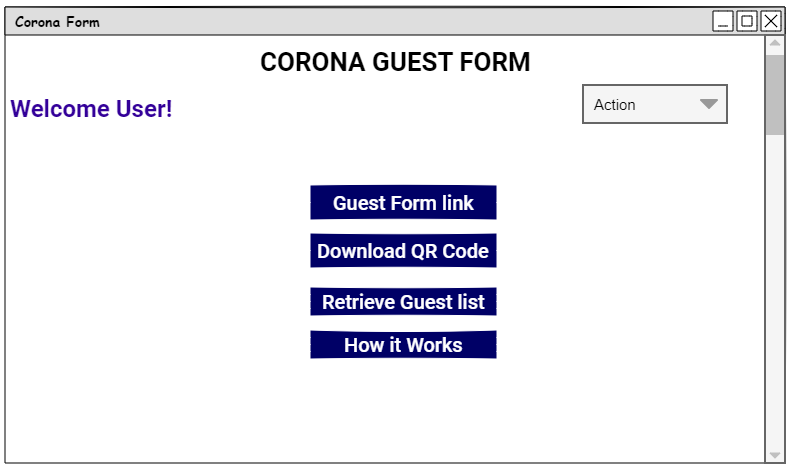 Corona Form
CORONA GUEST FORM
Welcome User!
Action
Guest Form link
Download QR Code
Retrieve Guest list
How it Works